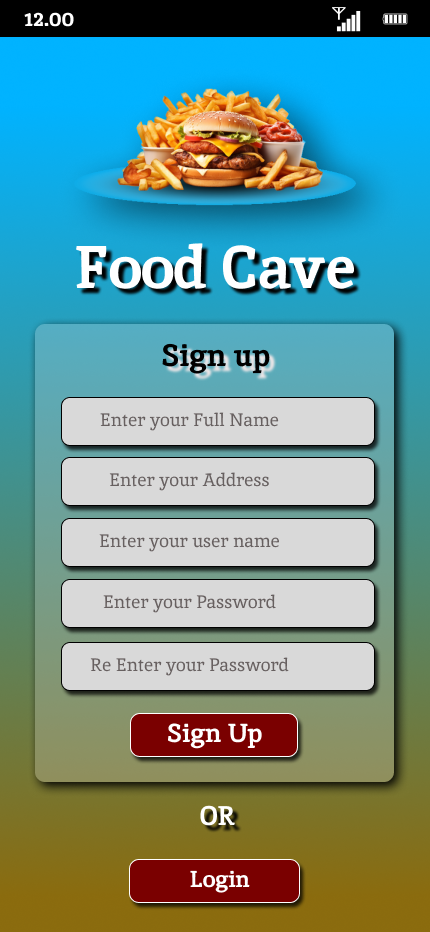 12.00
Food Cave
Sign up
Enter your Full Name
Enter your Address
Enter your user name
Enter your Password
Re Enter your Password
Sign Up
OR
Login